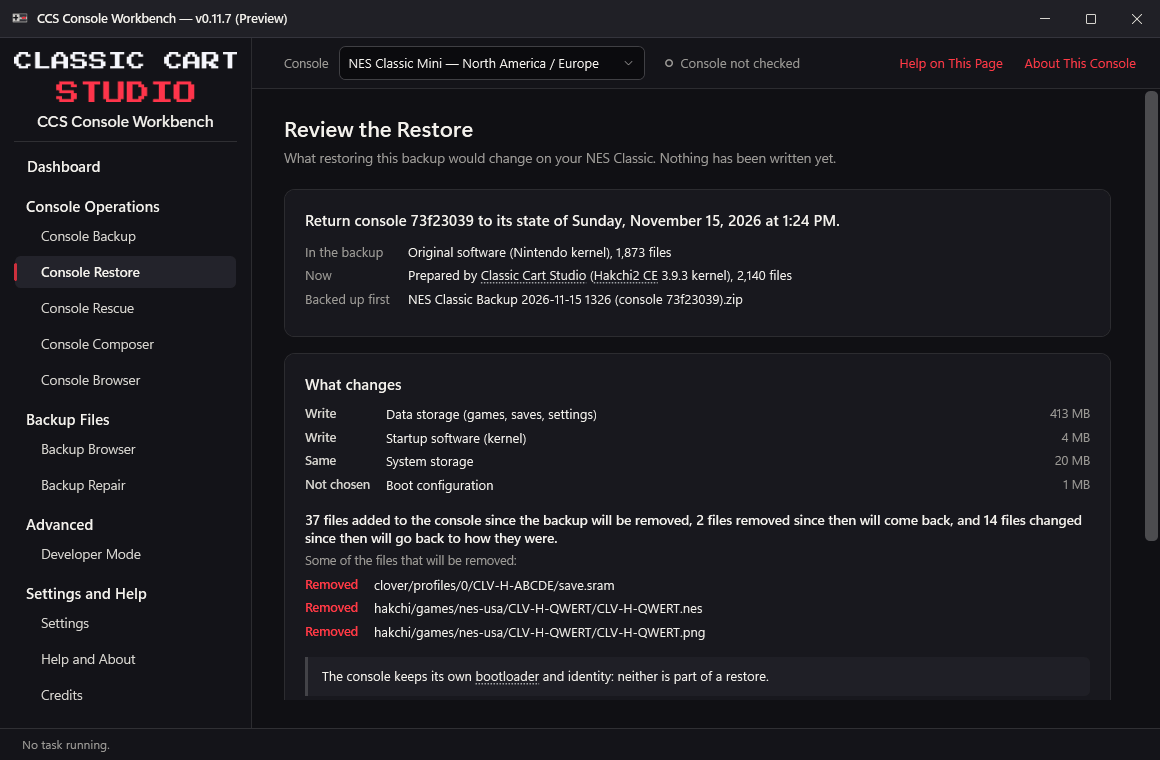 CCS Console Workbench — v0.11.7 (Preview)
CLASSIC CART
STUDIO
CCS Console Workbench
Dashboard
Console Operations
Console Backup
Console Restore
Console Rescue
Console Composer
Console Browser
Backup Files
Backup Browser
Backup Repair
Advanced
Developer Mode
Settings and Help
Settings
Help and About
Credits
Console NES Classic Mini — North America / Europe Console not checked Help on This Page About This Console
Review the Restore
What restoring this backup would change on your NES Classic. Nothing has been written yet.
Return console 73f23039 to its state of Sunday, November 15, 2026 at 1:24 PM.
In the backup Original software (Nintendo kernel), 1,873 files
Now Prepared by Classic Cart Studio (Hakchi2 CE 3.9.3 kernel), 2,140 files
Backed up first NES Classic Backup 2026-11-15 1326 (console 73f23039).zip
What changes
Write Data storage (games, saves, settings) 413 MB
Write Startup software (kernel) 4 MB
Same System storage 20 MB
Not chosen Boot configuration 1 MB
37 files added to the console since the backup will be removed, 2 files removed since then will come back, and 14 files changed
since then will go back to how they were.
Some of the files that will be removed:
Removed clover/profiles/0/CLV-H-ABCDE/save.sram
Removed hakchi/games/nes-usa/CLV-H-QWERT/CLV-H-QWERT.nes
Removed hakchi/games/nes-usa/CLV-H-QWERT/CLV-H-QWERT.png
The console keeps its own bootloader and identity: neither is part of a restore.
No task running.